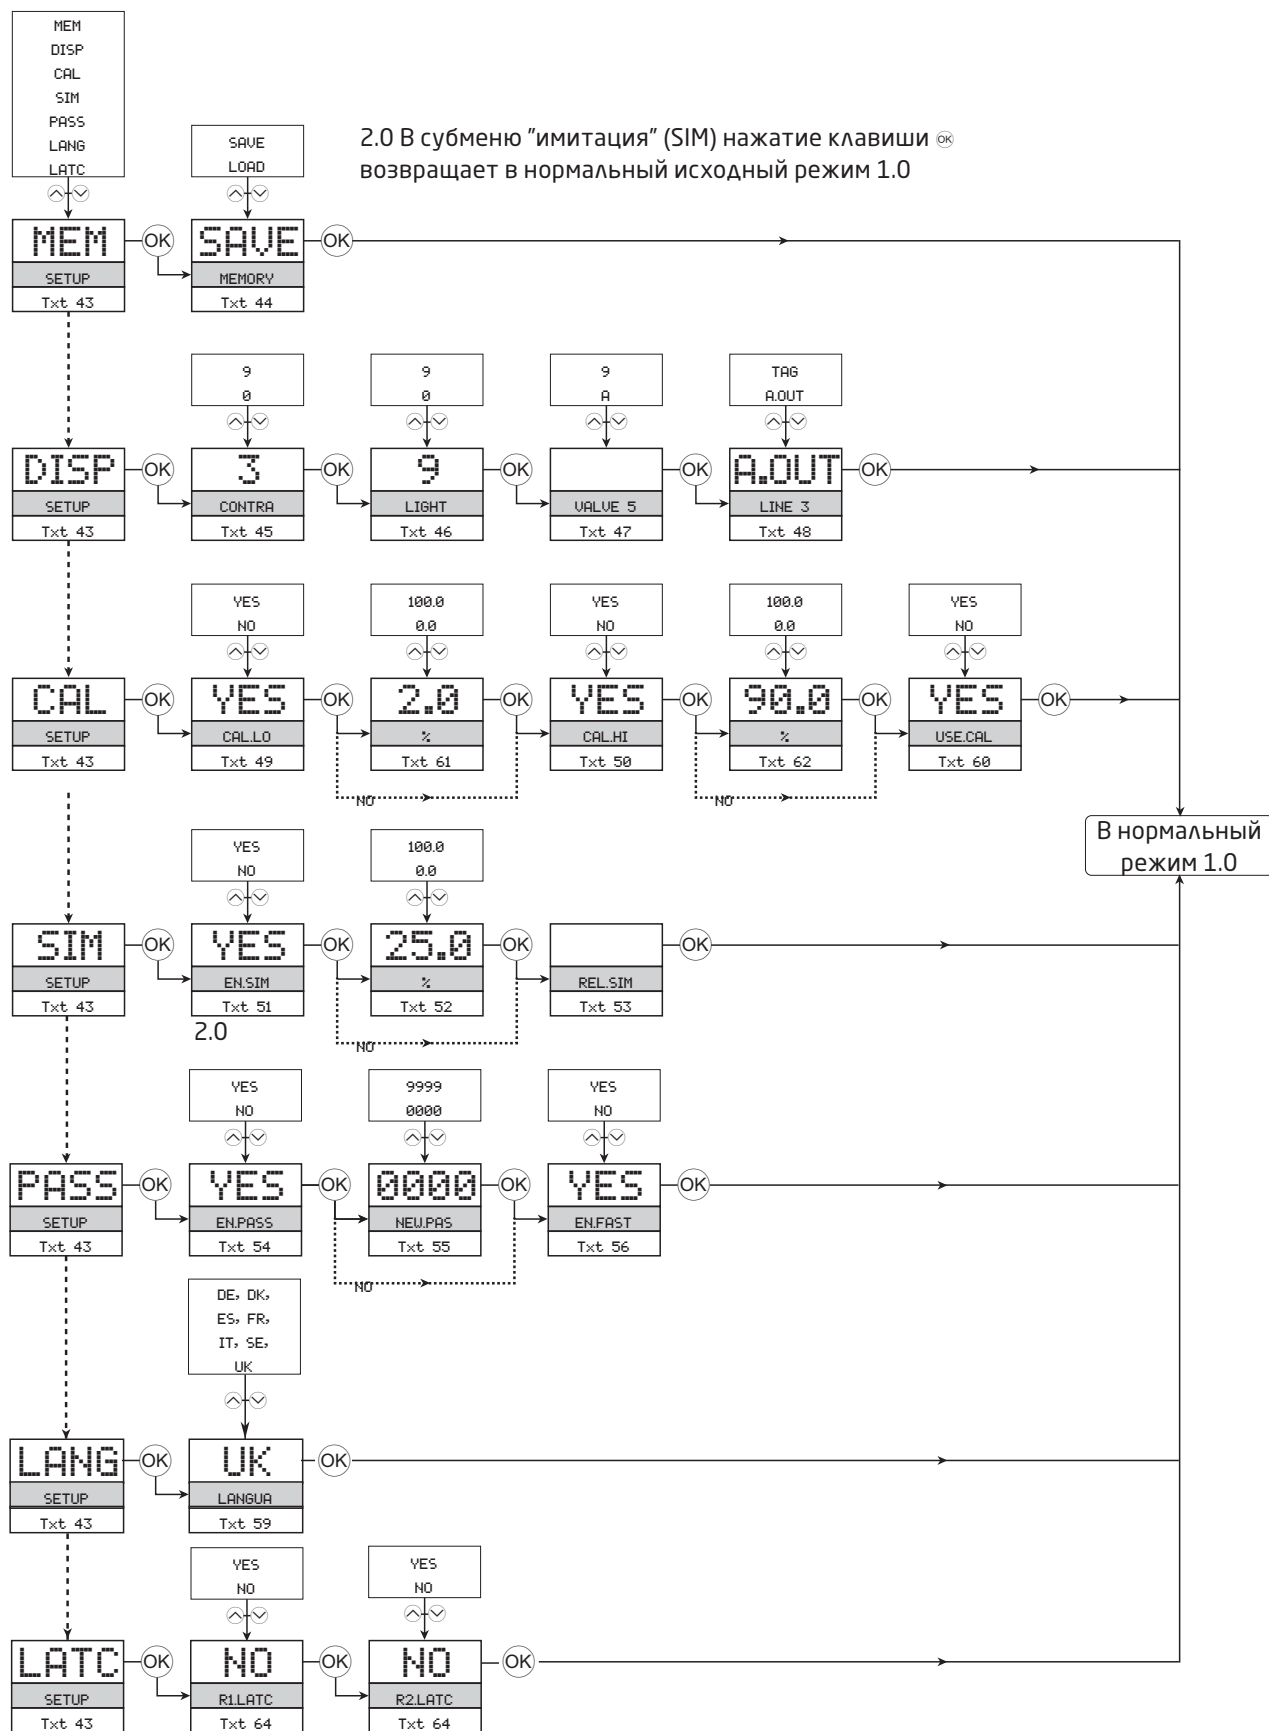 MEM
DISP
CAL
SIM
PASS
LANG
LATC
SAVE
LOAD
2.0 В субменю "имитация" (SIM) нажатие клавиши OK
возвращает в нормальный исходный режим 1.0
MEM
OK
SAVE
OK
SETUP
MEMORY
Txt 43
Txt 44
9
0
9
0
9
A
TAG
A.OUT
DISP
OK
3
OK
9
OK
OK
A.OUT
OK
SETUP
CONTRA
LIGHT
VALVE 5
LINE 3
Txt 43
Txt 45
Txt 46
Txt 47
Txt 48
YES
NO
100.0
0.0
YES
NO
100.0
0.0
YES
NO
CAL
OK
YES
OK
2.0
OK
YES
OK
90.0
OK
YES
OK
SETUP
CAL.LO
%
CAL.HI
%
USE.CAL
Txt 43
Txt 49
Txt 61
Txt 50
Txt 62
Txt 60
NO
NO
В нормальный
режим 1.0
YES
NO
100.0
0.0
SIM
OK
YES
OK
25.0
OK
OK
SETUP
EN.SIM
%
REL.SIM
Txt 43
Txt 51
Txt 52
Txt 53
2.0
NO
YES
NO
9999
0000
YES
NO
PASS
OK
YES
OK
0000
OK
YES
OK
SETUP
EN.PASS
NEW.PAS
EN.FAST
Txt 43
Txt 54
Txt 55
Txt 56
NO
DE, DK,
ES, FR,
IT, SE,
UK
LANG
OK
UK
OK
SETUP
LANGUA
Txt 43
Txt 59
YES
NO
YES
NO
LATC
OK
NO
OK
NO
OK
SETUP
R1.LATC
R2.LATC
Txt 43
Txt 64
Txt 64